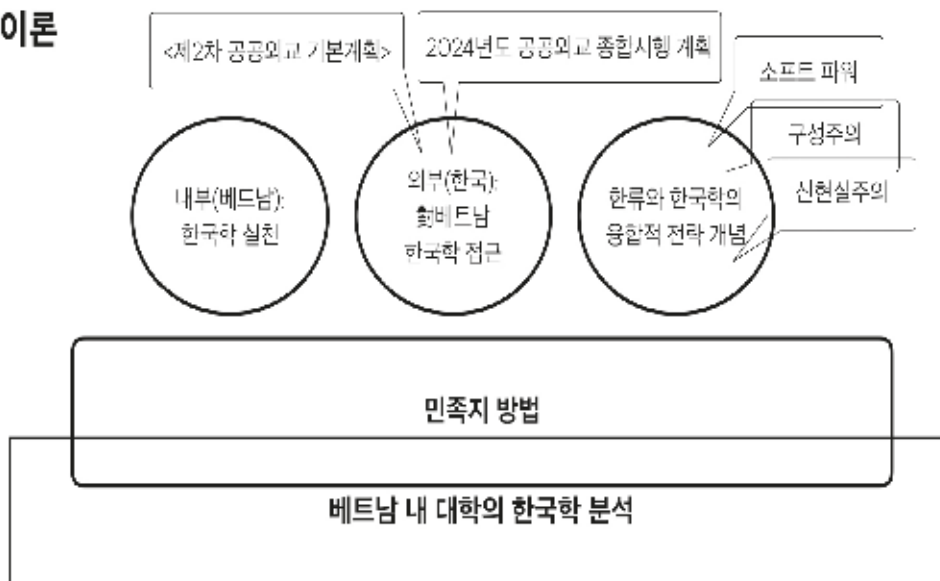 이론
<제2차 공공외교 기본계획>
2024년도 공공외교 종합시행 계획
소프트 파워
구성주의
신현실주의
내부(베트남):
한국학 실천
외부(한국):
對베트남
한국학 접근
한류와 한국학의
융합적 전략 개념
민족지 방법
베트남 내 대학의 한국학 분석